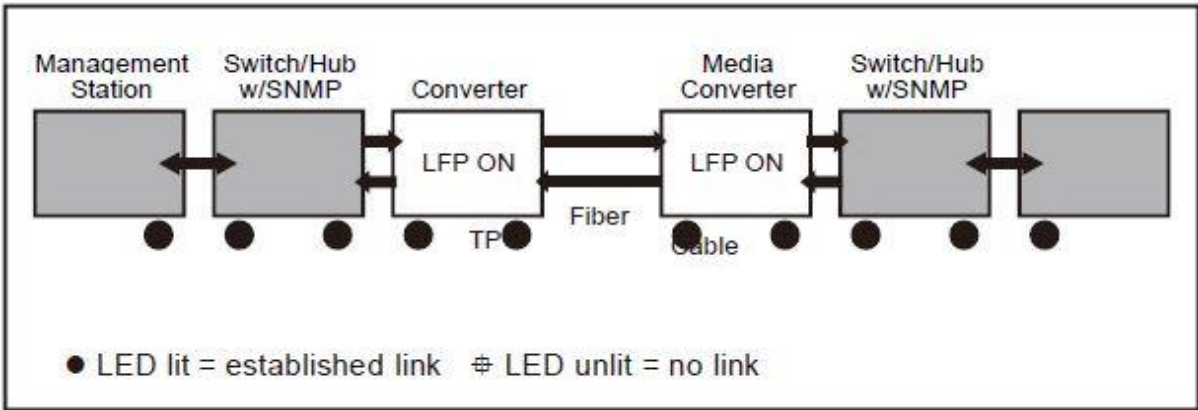 Management
Station
Switch/Hub
w/SNMP
Converter
Media
Converter
Switch/Hub
w/SNMP
LFP ON
LFP ON
Fiber
TP
Cable
● LED lit = established link ⌖ LED unlit = no link